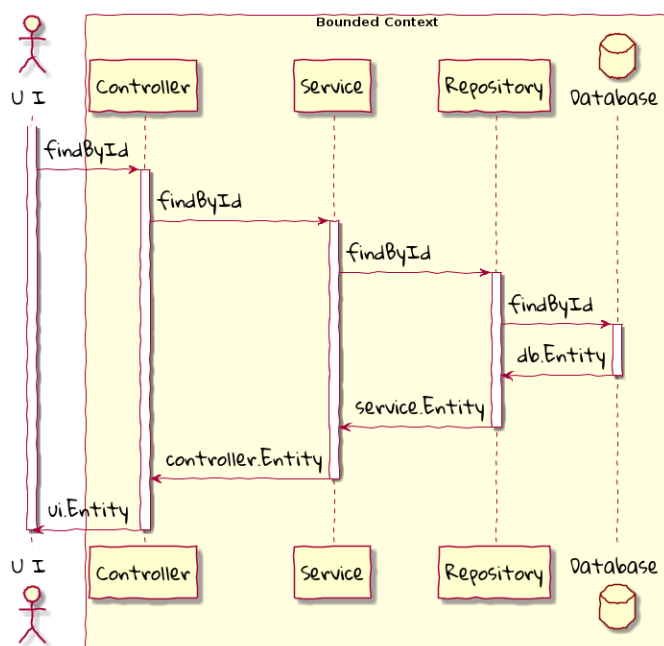 Bounded Context
U I
Controller
Service
Repository
Database
findById
findById
findById
findById
db.Entity
service.Entity
controller.Entity
ui.Entity
U I
Controller
Service
Repository
Database